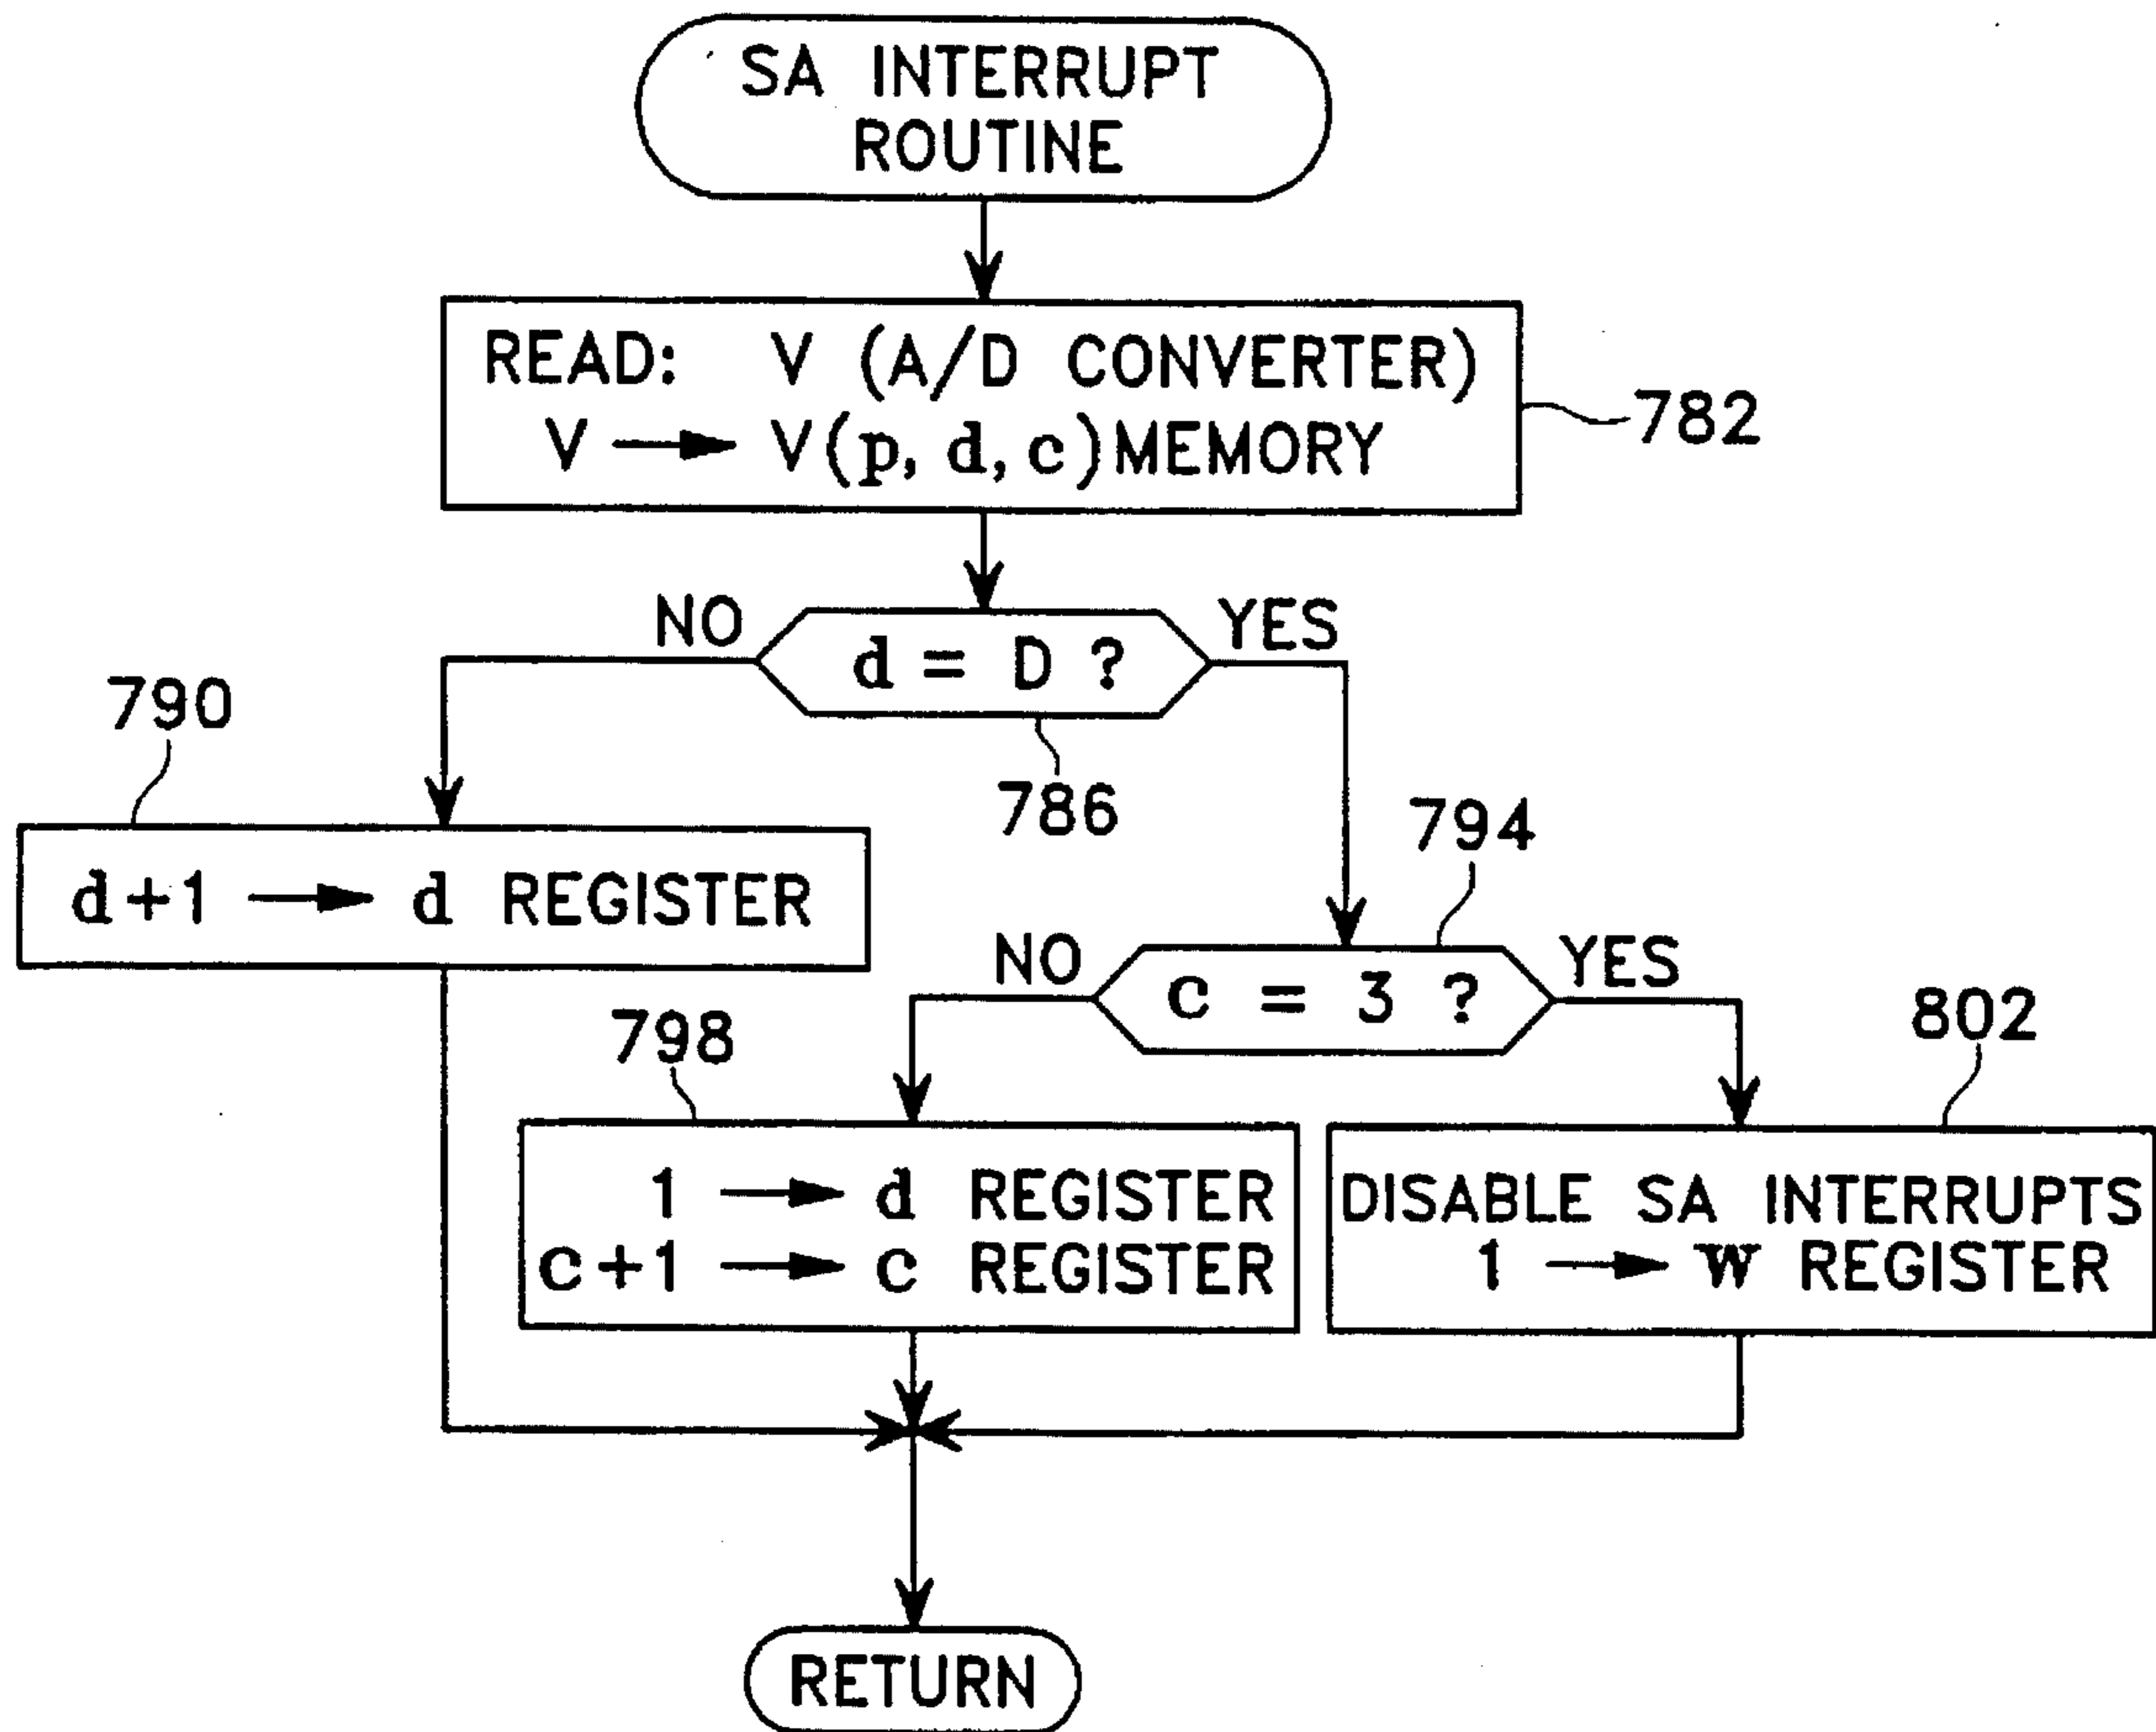 SA INTERRUPT
ROUTINE
READ: V (A/D CONVERTER)
V → V(p, d, c) MEMORY
782
NO
YES
d = D ?
786
790
d+1 → d REGISTER
794
NO
YES
c = 3 ?
798
802
1 → d REGISTER
c+1 → c REGISTER
DISABLE SA INTERRUPTS
1 → W REGISTER
RETURN